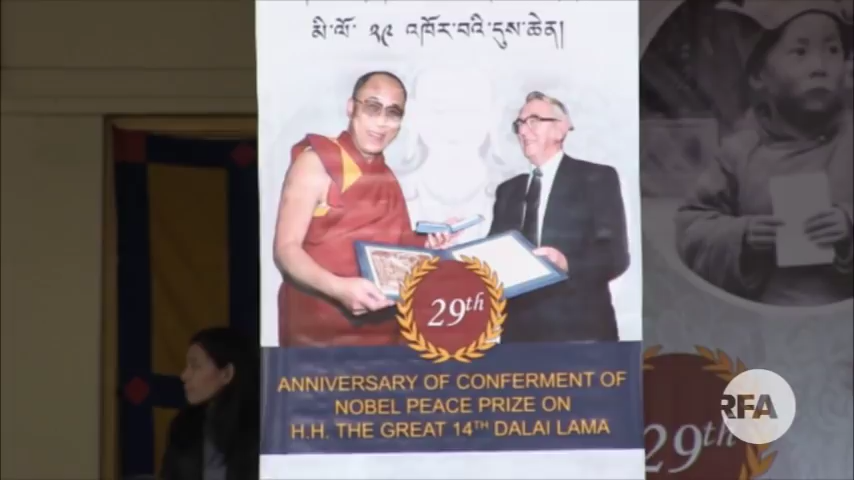 མི་ལོ་ ༢༩ འཁོར་བའི་དུས་ཆེན།
29th
ANNIVERSARY OF CONFERMENT OF
NOBEL PEACE PRIZE ON
H.H. THE GREAT 14TH DALAI LAMA
29th
RFA